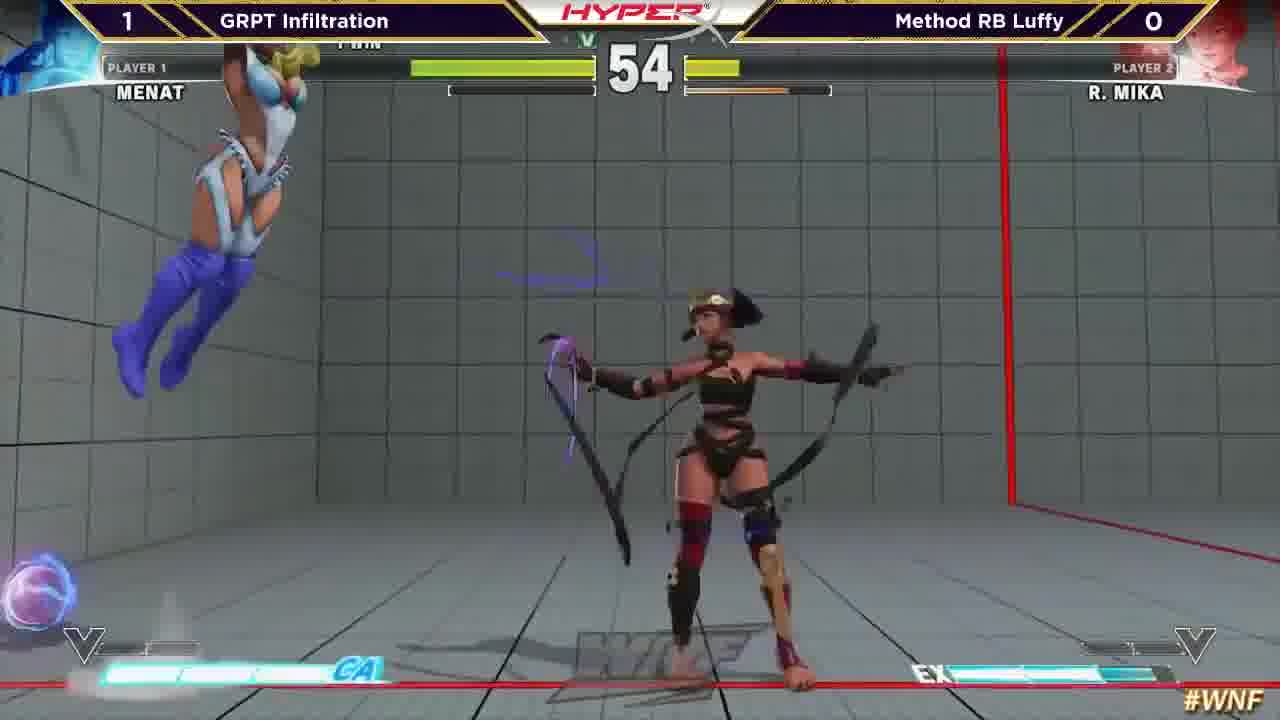 1 GRPT Infiltration HYPER X Method RB Luffy 0
1 WIN V
PLAYER 1 54 PLAYER 2
MENAT R. MIKA
WNF
V V
CA EX
#WNF